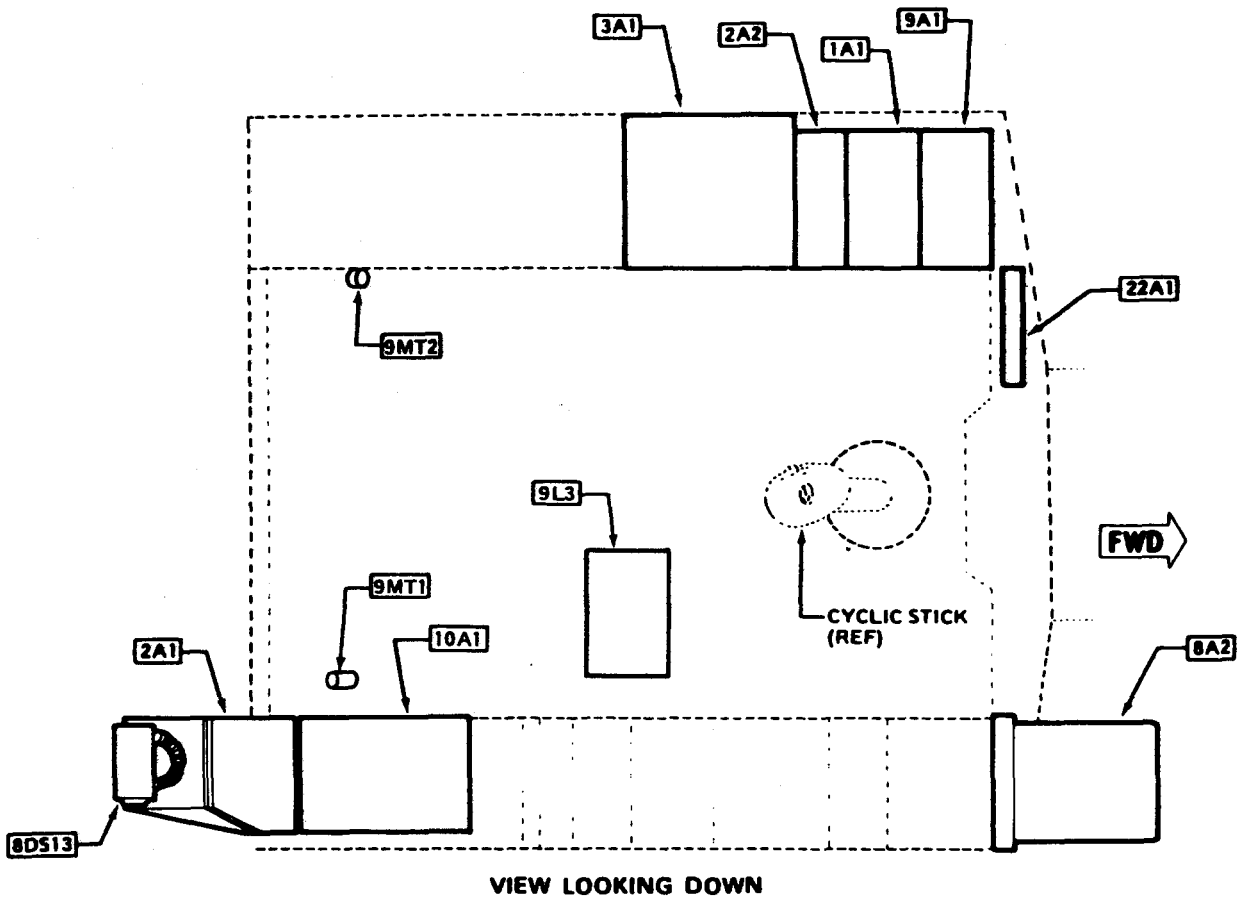 9A1
3A1
2A2
1A1
22A1
9MT2
9L3
FWD
9MT1
CYCLIC STICK
(REF)
10A1
2A1
8A2
8DS13
VIEW LOOKING DOWN